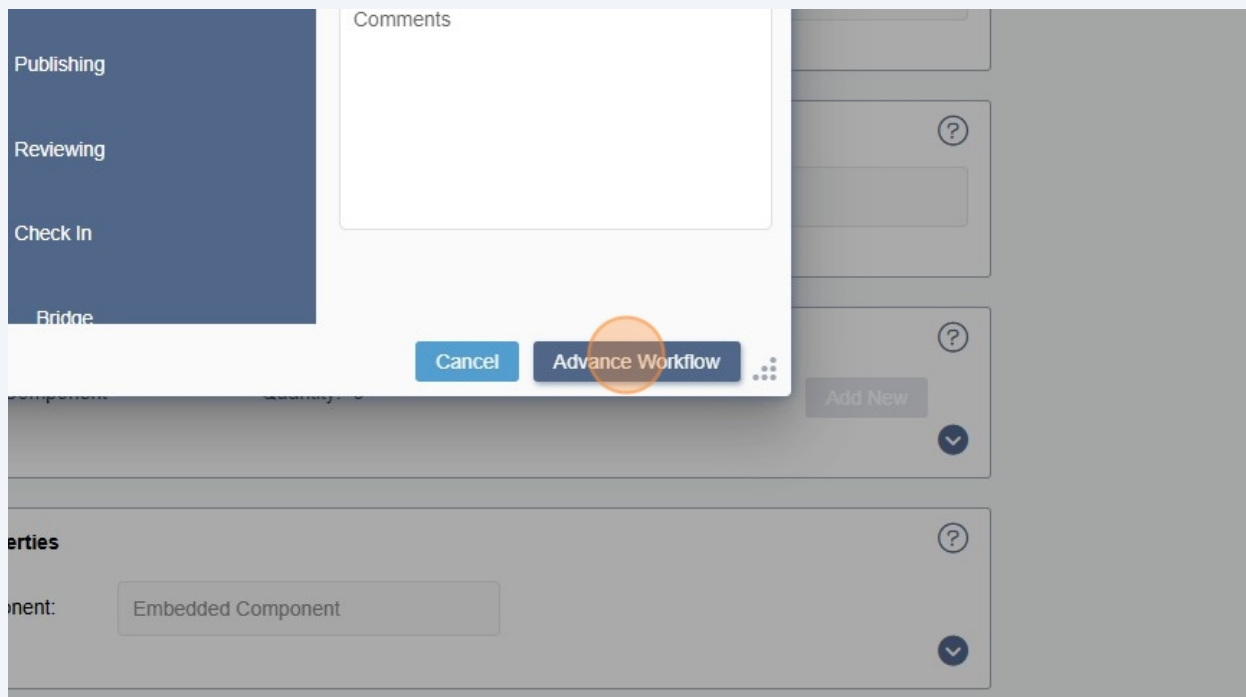 Comments
Publishing
?
Reviewing
Check In
Bridge
?
Cancel
Advance Workflow
Add New
?
erties
onent:
Embedded Component